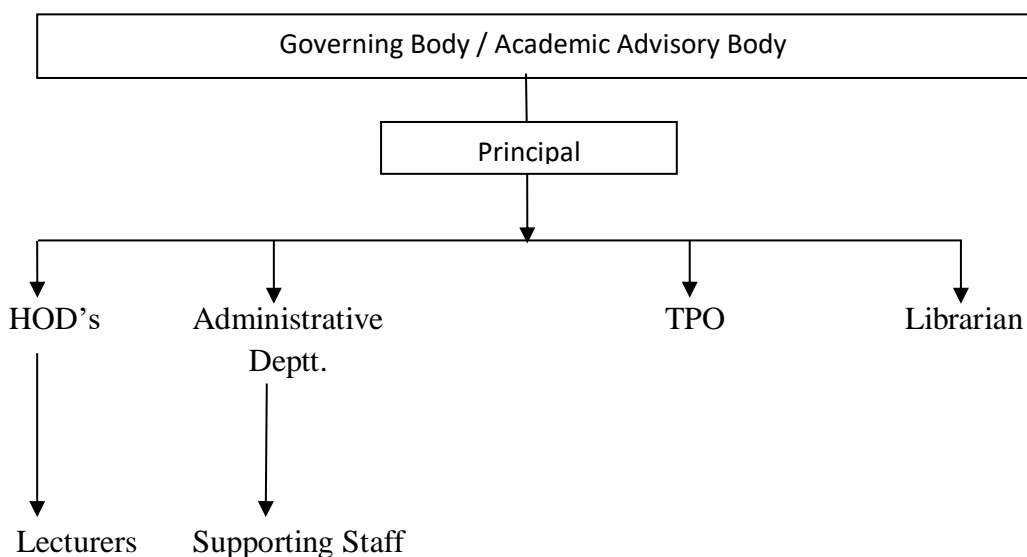 Governing Body / Academic Advisory Body
Principal
HOD's
Administrative
Deptt.
TPO
Librarian
Lecturers
Supporting Staff